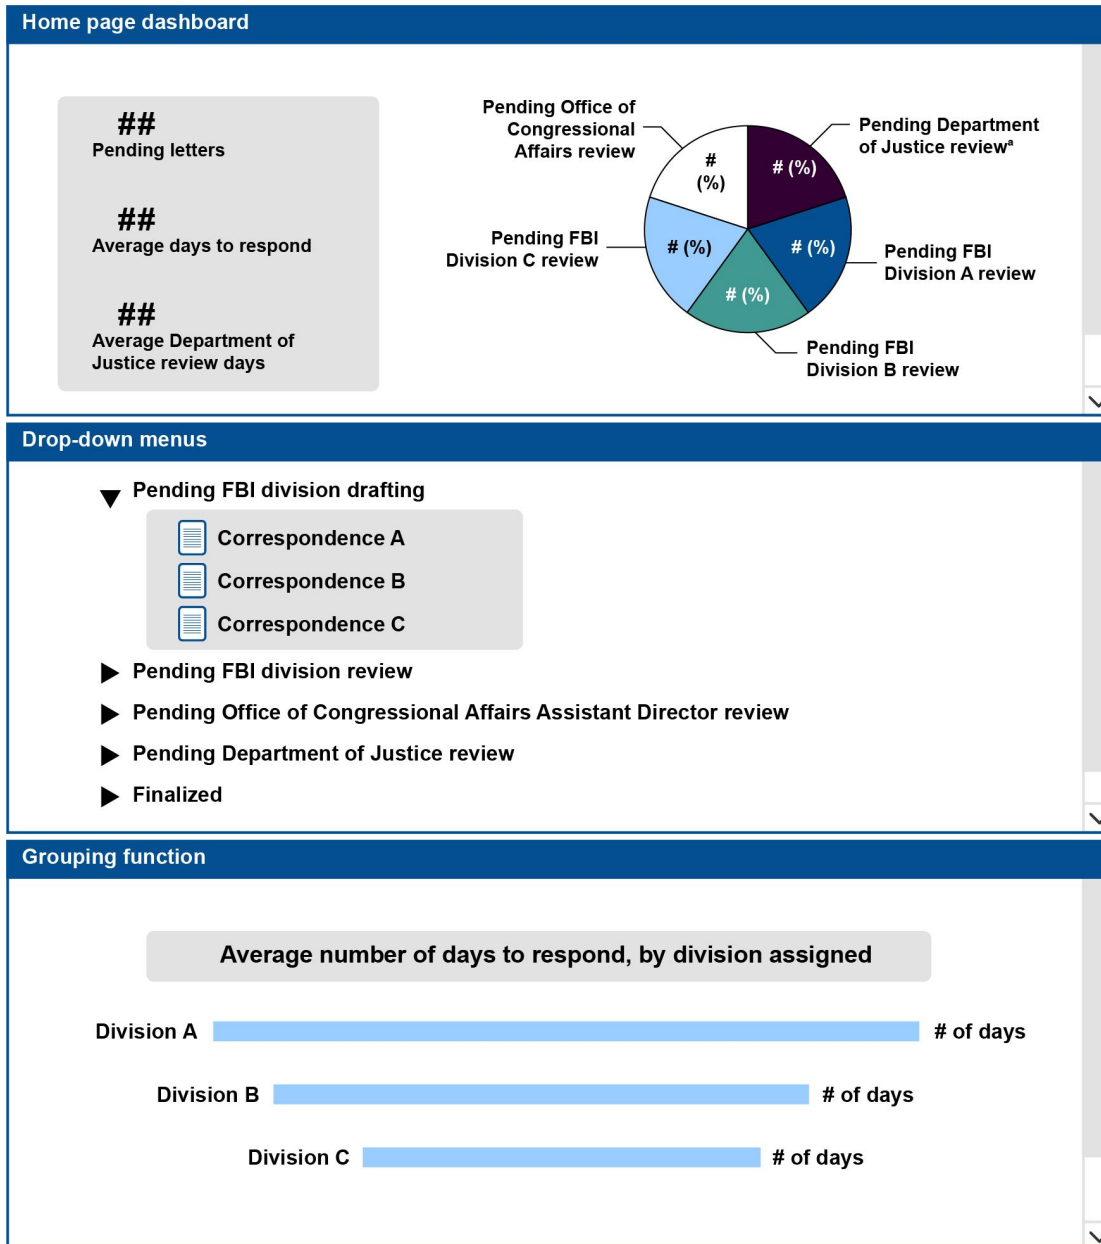 Home page dashboard
##
Pending letters
##
Average days to respond
##
Average Department of
Justice review days
Pending Office of
Congressional
Affairs review
Pending Department
of Justice reviewᵃ
# (%)
#
(%)
Pending FBI
Division C review
# (%)
# (%)
Pending FBI
Division A review
# (%)
Pending FBI
Division B review
Drop-down menus
Pending FBI division drafting
Correspondence A
Correspondence B
Correspondence C
Pending FBI division review
Pending Office of Congressional Affairs Assistant Director review
Pending Department of Justice review
Finalized
Grouping function
Average number of days to respond, by division assigned
Division A # of days
Division B # of days
Division C # of days